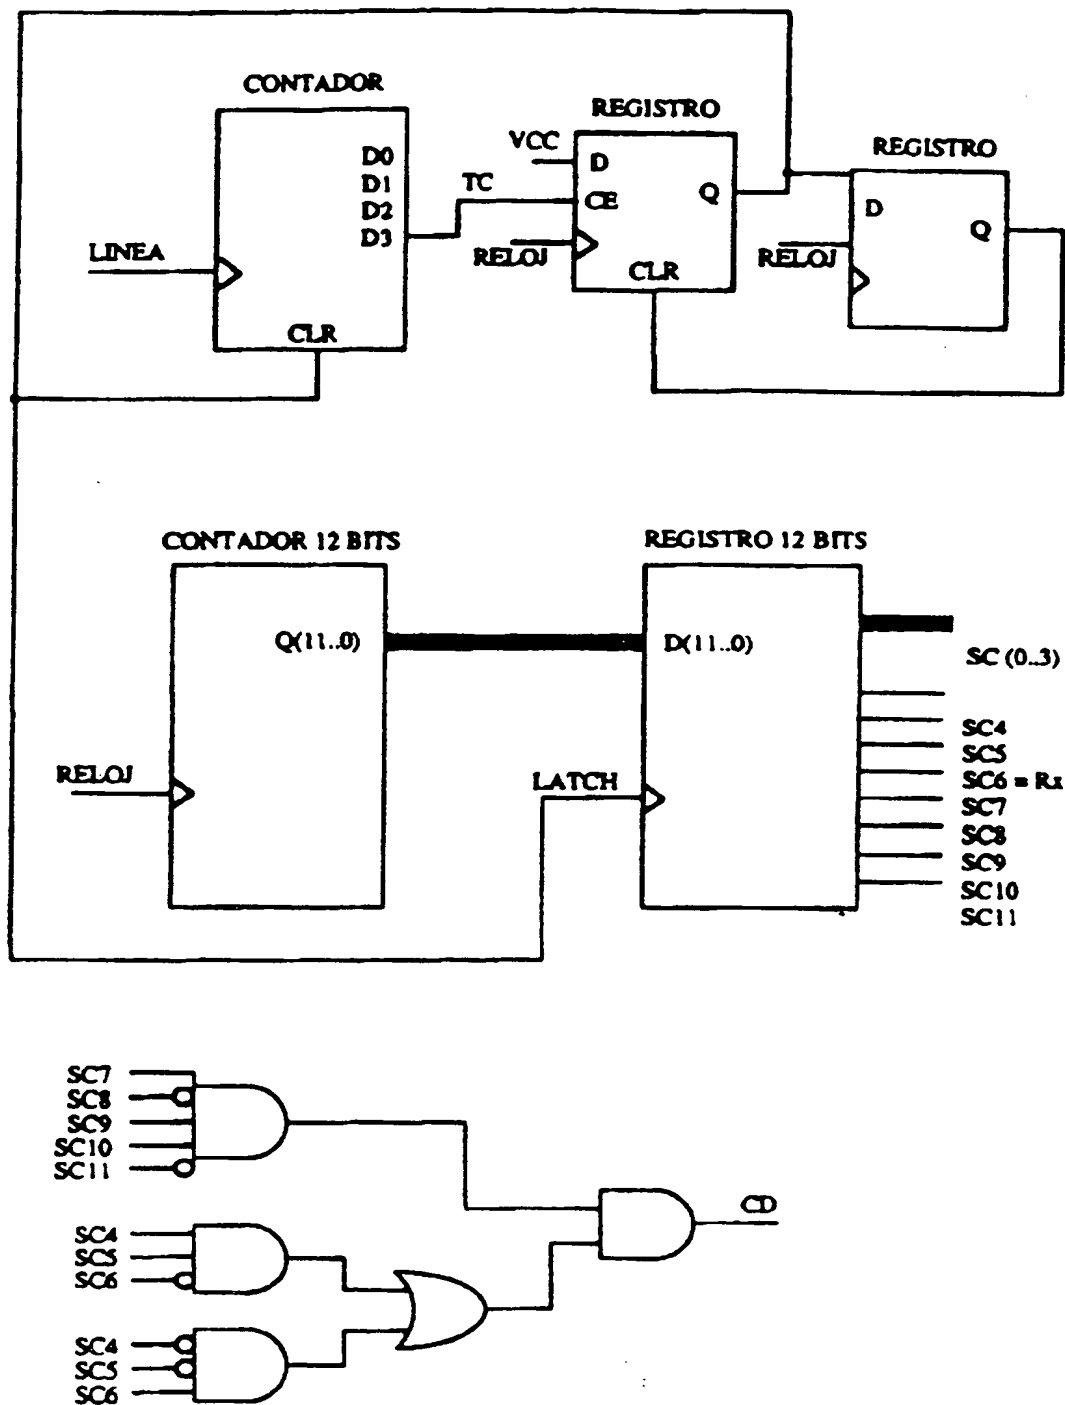 CONTADOR
D0
D1
D2
D3
LINEA
CLR
TC
REGISTRO
VCC
D
CE
Q
RELOJ
CLR
REGISTRO
D
Q
RELOJ
CONTADOR 12 BITS
Q(11..0)
RELOJ
REGISTRO 12 BITS
D(11..0)
LATCH
SC (0..3)
SC4
SC5
SC6 = Rx
SC7
SC8
SC9
SC10
SC11
SC7
SC8
SC9
SC10
SC11
SC4
SC5
SC6
SC4
SC5
SC6
CD